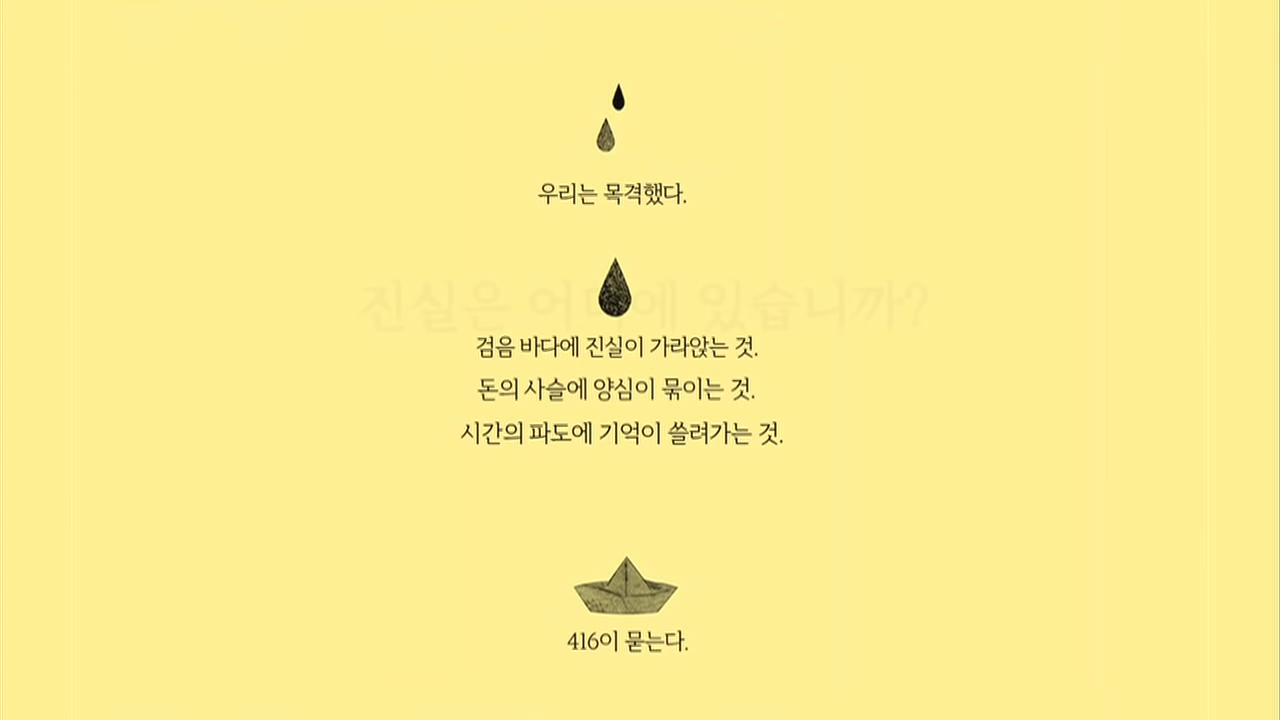 우리는 목격했다.
진실은 어디에 있습니까?
검음 바다에 진실이 가라앉는 것.
돈의 사슬에 양심이 묶이는 것.
시간의 파도에 기억이 쓸려가는 것.
416이 묻는다.